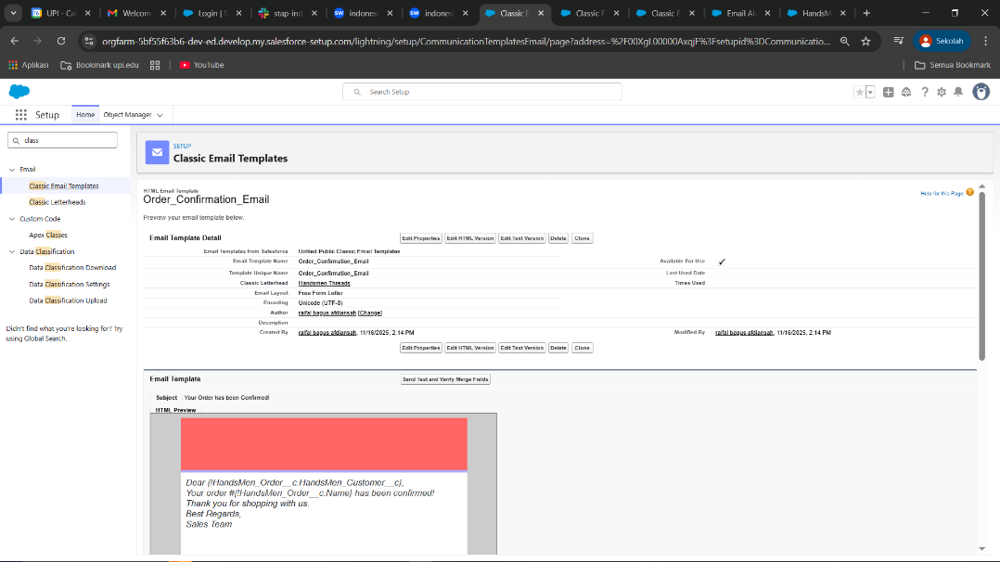 UPI - Cal
Welcome
Login | S
stap-ind
indonesi
indonesi
Classic E
Classic E
Classic E
Email Ale
HandsM
orgfarm-5bf55f63b6-dev-ed.develop.my.salesforce-setup.com/lightning/setup/CommunicationTemplatesEmail/page?address=%2F00XgL00000AxqjF%3Fsetupid%3DCommunication...
Sekolah
Aplikasi
Bookmark upi.edu
YouTube
Semua Bookmark
Search Setup
Setup
Home
Object Manager
class
Email
Classic Email Templates
Classic Letterheads
Custom Code
Apex Classes
Data Classification
Data Classification Download
Data Classification Settings
Data Classification Upload
Didn't find what you're looking for? Try
using Global Search.
SETUP
Classic Email Templates
HTML Email Template
Order_Confirmation_Email
Help for this Page
Preview your email template below.
Email Template Detail
Edit Properties Edit HTML Version Edit Text Version Delete Clone
Email Templates from Salesforce Unfiled Public Classic Email Templates
Email Template Name Order_Confirmation_Email Available For Use
Template Unique Name Order_Confirmation_Email Last Used Date
Classic Letterhead Handsmen Threads Times Used
Email Layout Free Form Letter
Encoding Unicode (UTF-8)
Author raifal bagus afdiansah [Change]
Description
Created By raifal bagus afdiansah, 11/16/2025, 2:14 PM Modified By raifal bagus afdiansah, 11/16/2025, 2:14 PM
Edit Properties Edit HTML Version Edit Text Version Delete Clone
Email Template Send Test and Verify Merge Fields
Subject Your Order has been Confirmed!
HTML Preview
Dear {!HandsMen_Order__c.HandsMen_Customer__c},
Your order #{!HandsMen_Order__c.Name} has been confirmed!
Thank you for shopping with us.
Best Regards,
Sales Team